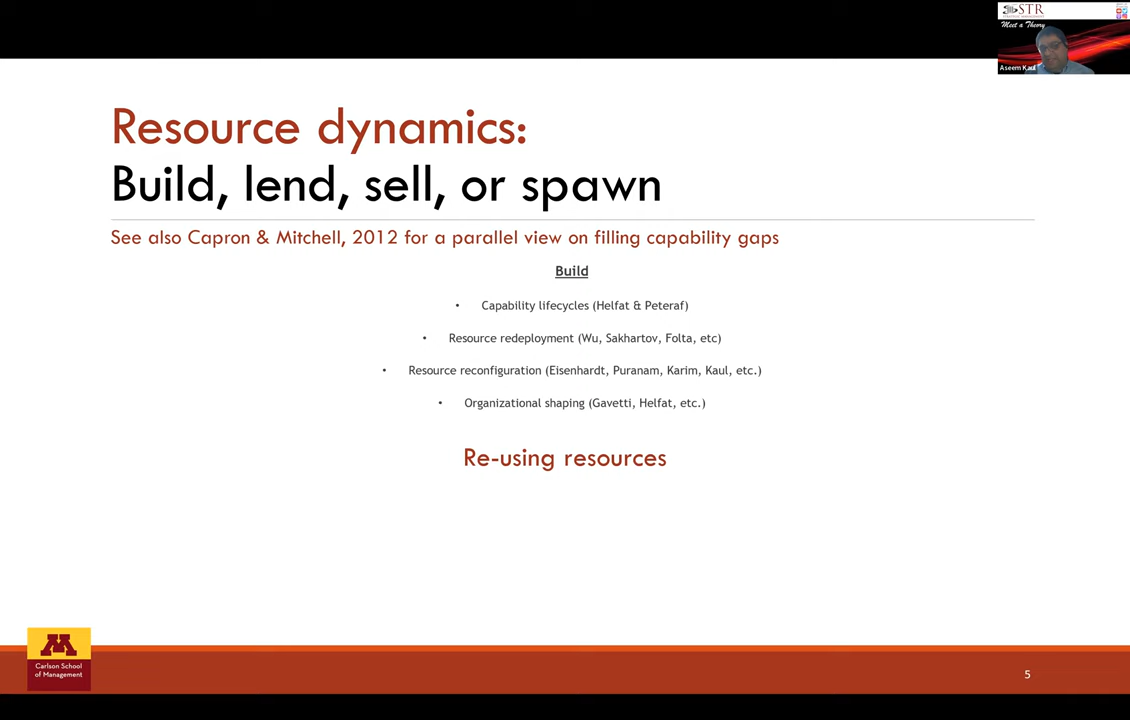 STR
Meet a Theory
Aseem Kaul
Resource dynamics:
Build, lend, sell, or spawn
See also Capron & Mitchell, 2012 for a parallel view on filling capability gaps
Build
• Capability lifecycles (Helfat & Peteraf)
• Resource redeployment (Wu, Sakhartov, Folta, etc)
• Resource reconfiguration (Eisenhardt, Puranam, Karim, Kaul, etc.)
• Organizational shaping (Gavetti, Helfat, etc.)
Re-using resources
M
Carlson School
of Management
5